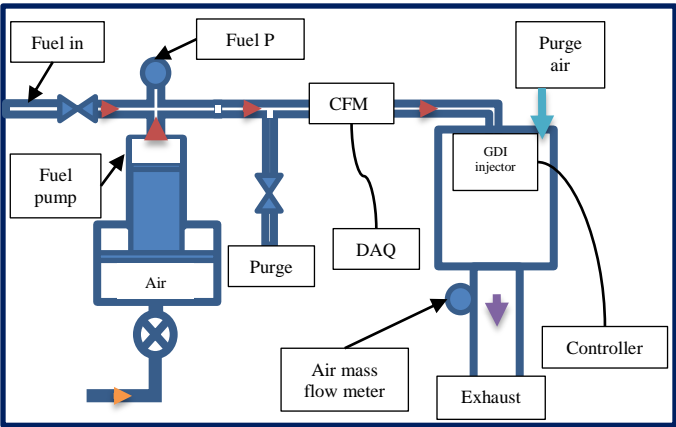 Fuel in
Fuel P
Purge
air
CFM
GDI
injector
Fuel
pump
DAQ
Purge
Air
Controller
Air mass
flow meter
Exhaust